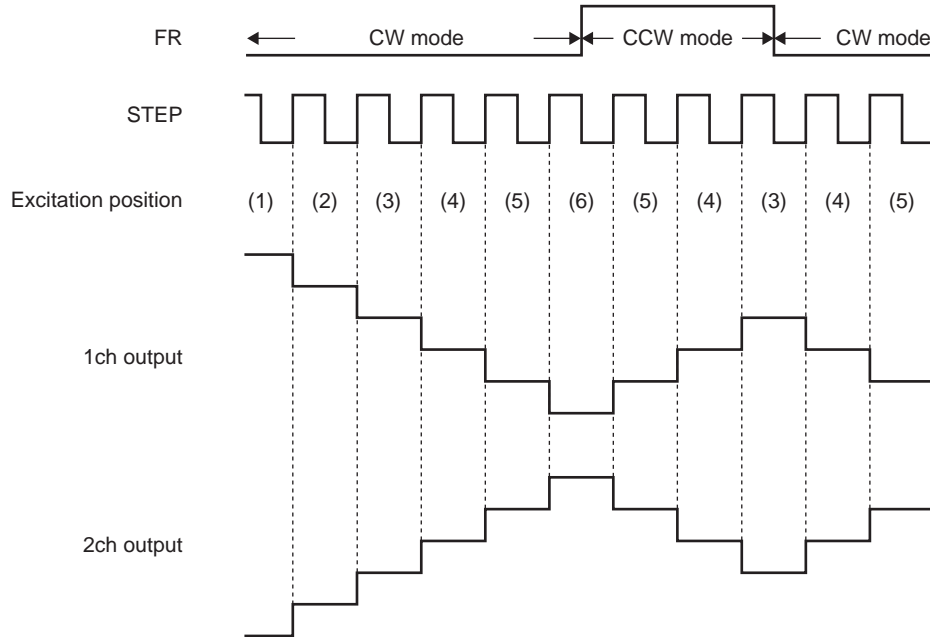 FR
CW mode
CCW mode
CW mode
STEP
Excitation position
(1) (2) (3) (4) (5) (6) (5) (4) (3) (4) (5)
1ch output
2ch output